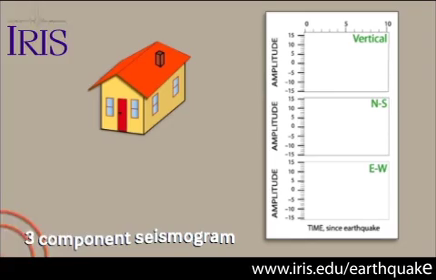 IRIS
0 5 10
Vertical
AMPLITUDE
15
10
5
0
-5
-10
-15
N-S
AMPLITUDE
15
10
5
0
-5
-10
-15
E-W
AMPLITUDE
15
10
5
0
-5
-10
-15
TIME, since earthquake
3 component seismogram
www.iris.edu/earthquake